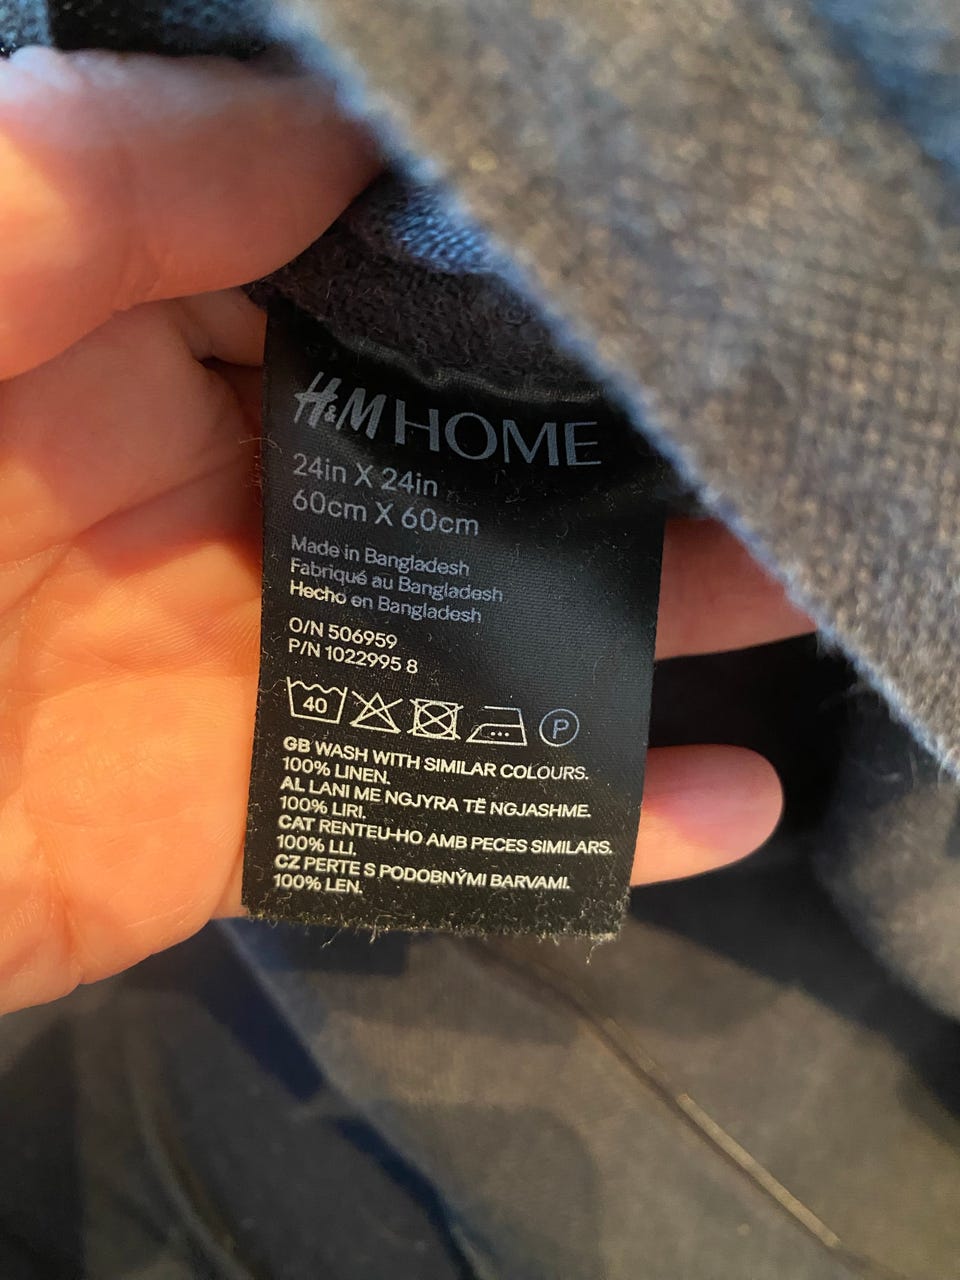 H&M HOME
24in X 24in
60cm X 60cm
Made in Bangladesh
Fabriqué au Bangladesh
Hecho en Bangladesh
O/N 506959
P/N 1022995 8
40 P
GB WASH WITH SIMILAR COLOURS.
100% LINEN.
AL LANI ME NGJYRA TË NGJASHME.
100% LIRI.
CAT RENTEU-HO AMB PECES SIMILARS.
100% LLI.
CZ PERTE S PODOBNÝMI BARVAMI.
100% LEN.